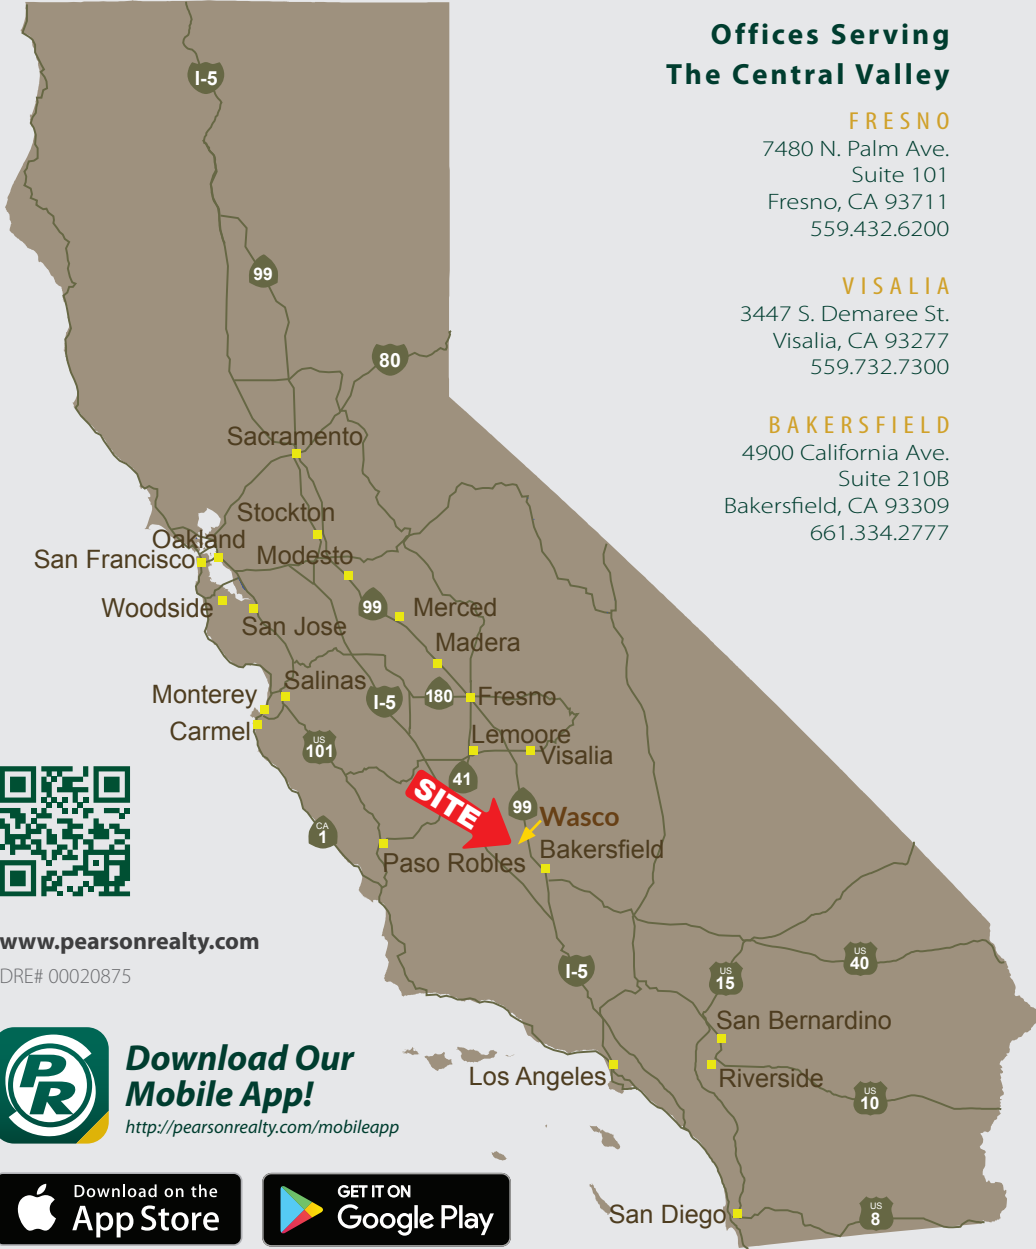 Offices Serving
The Central Valley
FRESNO
7480 N. Palm Ave.
Suite 101
Fresno, CA 93711
559.432.6200
VISALIA
3447 S. Demaree St.
Visalia, CA 93277
559.732.7300
BAKERSFIELD
4900 California Ave.
Suite 210B
Bakersfield, CA 93309
661.334.2777
I-5
99
80
Sacramento
Stockton
Oakland
San Francisco
Modesto
Woodside
99
Merced
San Jose
Madera
Salinas
Monterey
I-5
180
Fresno
Carmel
US
101
Lemoore
Visalia
41
SITE
99
Wasco
CA
1
Bakersfield
Paso Robles
I-5
US
15
US
40
San Bernardino
Los Angeles
Riverside
US
10
San Diego
US
8
www.pearsonrealty.com
DRE# 00020875
PR
Download Our
Mobile App!
http://pearsonrealty.com/mobileapp
Download on the
App Store
GET IT ON
Google Play